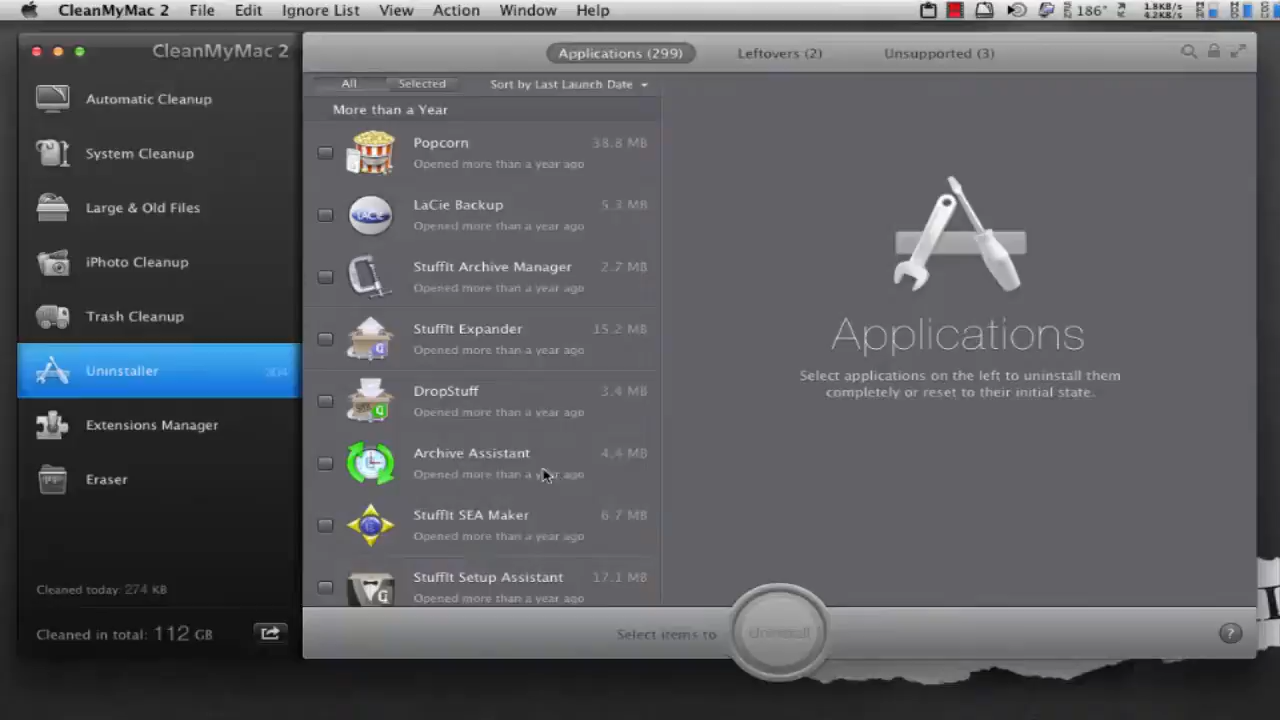 CleanMyMac 2 File Edit Ignore List View Action Window Help 186° 1.8KB/s
4.2KB/s
CleanMyMac 2
Automatic Cleanup
System Cleanup
Large & Old Files
iPhoto Cleanup
Trash Cleanup
Uninstaller 304
Extensions Manager
Eraser
Cleaned today: 274 KB
Cleaned in total: 112 GB
Applications (299) Leftovers (2) Unsupported (3)
All Selected Sort by Last Launch Date
More than a Year
Popcorn 38.8 MB
Opened more than a year ago
LaCie Backup 5.3 MB
Opened more than a year ago
StuffIt Archive Manager 2.7 MB
Opened more than a year ago
StuffIt Expander 15.2 MB
Opened more than a year ago
DropStuff 3.4 MB
Opened more than a year ago
Archive Assistant 4.4 MB
Opened more than a year ago
StuffIt SEA Maker 6.7 MB
Opened more than a year ago
StuffIt Setup Assistant 17.1 MB
Opened more than a year ago
Applications
Select applications on the left to uninstall them
completely or reset to their initial state.
Select items to Uninstall
?